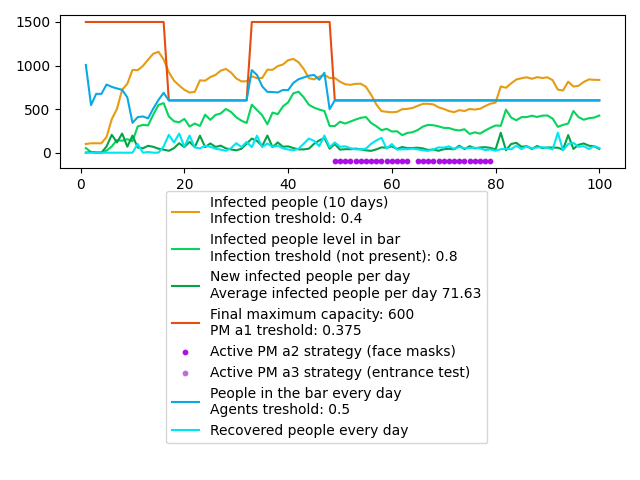 1500
1000
500
0
0
20
40
60
80
100
Infected people (10 days)
Infection treshold: 0.4
Infected people level in bar
Infection treshold (not present): 0.8
New infected people per day
Average infected people per day 71.63
Final maximum capacity: 600
PM a1 treshold: 0.375
Active PM a2 strategy (face masks)
Active PM a3 strategy (entrance test)
People in the bar every day
Agents treshold: 0.5
Recovered people every day